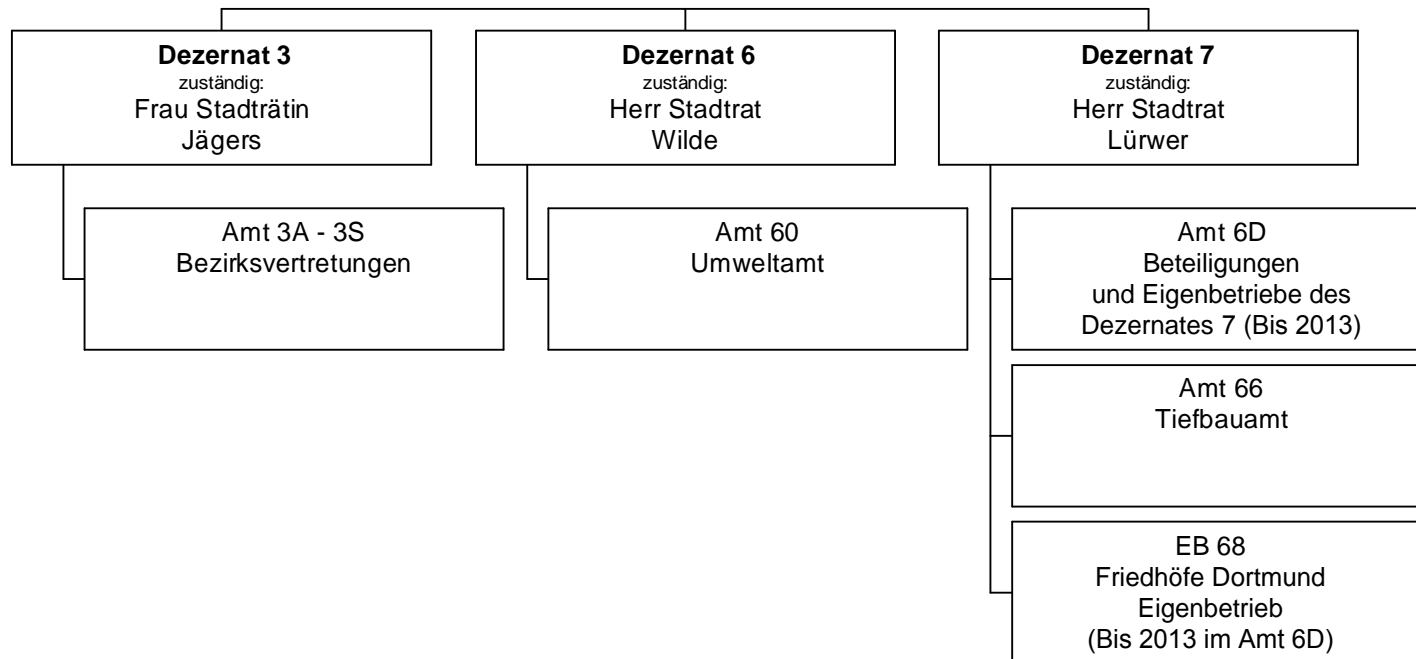 Dezernat 3
zuständig:
Frau Stadträtin
Jägers
Dezernat 6
zuständig:
Herr Stadtrat
Wilde
Dezernat 7
zuständig:
Herr Stadtrat
Lürwer
Amt 3A - 3S
Bezirksvertretungen
Amt 60
Umweltamt
Amt 6D
Beteiligungen
und Eigenbetriebe des
Dezernates 7 (Bis 2013)
Amt 66
Tiefbauamt
EB 68
Friedhöfe Dortmund
Eigenbetrieb
(Bis 2013 im Amt 6D)